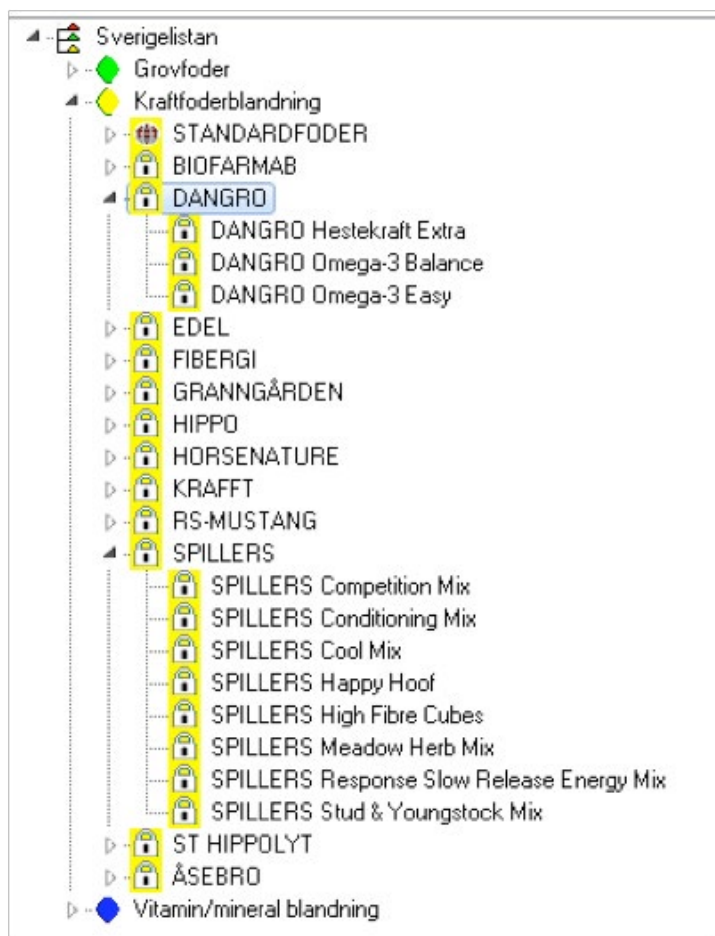 Sverigelistan
Grovfoder
Kraftfoderblandning
STANDARDFODER
BIOFARMAB
DANGRO
DANGRO Hestekraft Extra
DANGRO Omega-3 Balance
DANGRO Omega-3 Easy
EDEL
FIBERGI
GRANNGÅRDEN
HIPPO
HORSENATURE
KRAFFT
RS-MUSTANG
SPILLERS
SPILLERS Competition Mix
SPILLERS Conditioning Mix
SPILLERS Cool Mix
SPILLERS Happy Hoof
SPILLERS High Fibre Cubes
SPILLERS Meadow Herb Mix
SPILLERS Response Slow Release Energy Mix
SPILLERS Stud & Youngstock Mix
ST HIPPOLYT
ÅSEBRO
Vitamin/mineral blandning